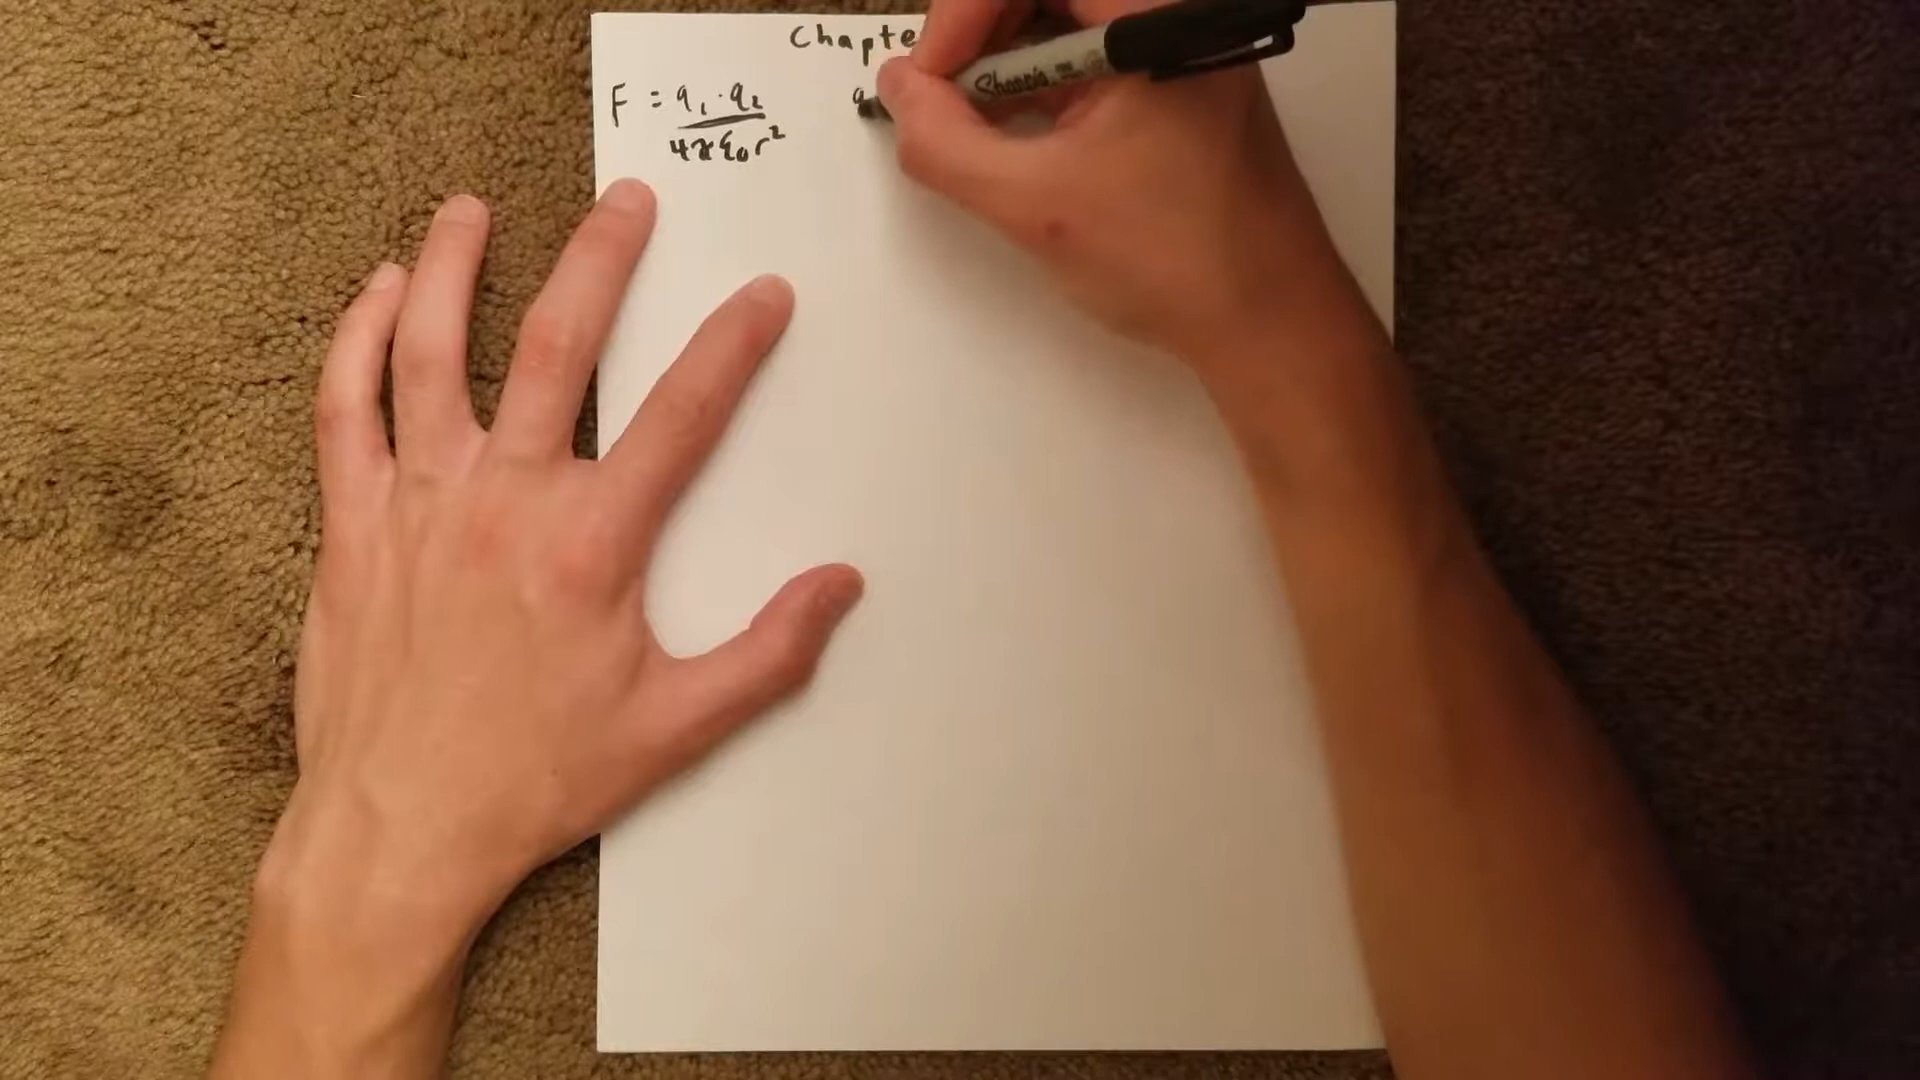 Chapte
F = q₁ · q₂
4πε₀r²
q
Sharpie